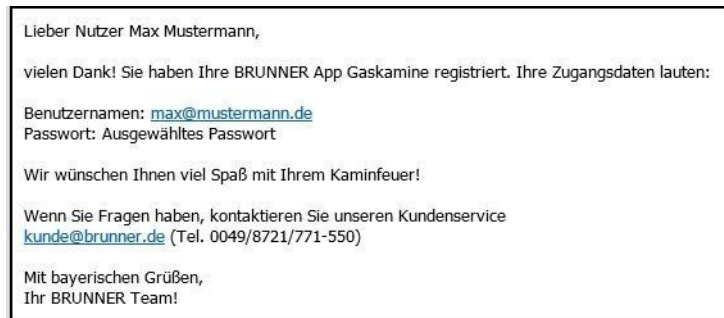 Lieber Nutzer Max Mustermann,
vielen Dank! Sie haben Ihre BRUNNER App Gaskamine registriert. Ihre Zugangsdaten lauten:
Benutzernamen: max@mustermann.de
Passwort: Ausgewähltes Passwort
Wir wünschen Ihnen viel Spaß mit Ihrem Kaminfeuer!
Wenn Sie Fragen haben, kontaktieren Sie unseren Kundenservice
kunde@brunner.de (Tel. 0049/8721/771-550)
Mit bayerischen Grüßen,
Ihr BRUNNER Team!